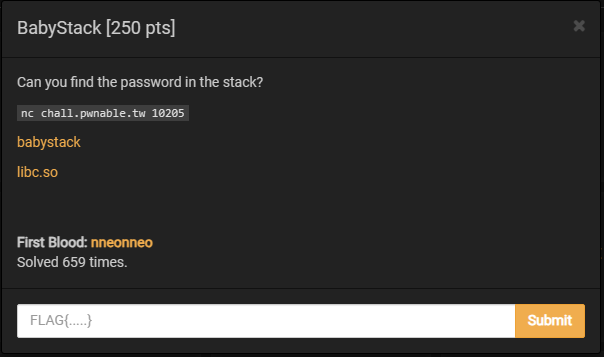 BabyStack [250 pts]
×
Can you find the password in the stack?
nc chall.pwnable.tw 10205
babystack
libc.so
First Blood: nneonneo
Solved 659 times.
FLAG{.....}
Submit